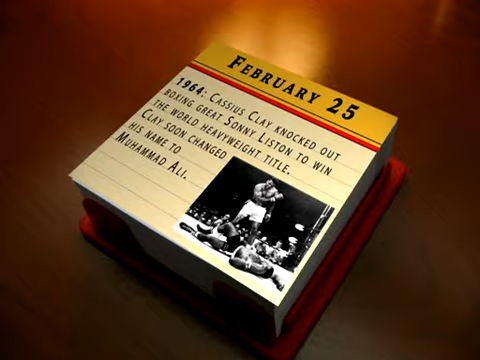 FEBRUARY 25
1964: CASSIUS CLAY KNOCKED OUT
BOXING GREAT SONNY LISTON TO WIN
THE WORLD HEAVYWEIGHT TITLE.
CLAY SOON CHANGED
HIS NAME TO
MUHAMMAD ALI.